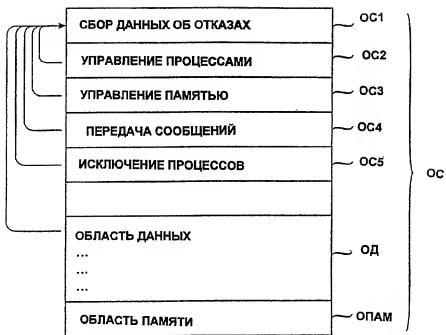 СБОР ДАННЫХ ОБ ОТКАЗАХ ОС1
УПРАВЛЕНИЕ ПРОЦЕССАМИ ОС2
УПРАВЛЕНИЕ ПАМЯТЬЮ ОС3
ПЕРЕДАЧА СООБЩЕНИЙ ОС4
ИСКЛЮЧЕНИЕ ПРОЦЕССОВ ОС5
ОС
ОБЛАСТЬ ДАННЫХ
...
ОД
...
...
ОБЛАСТЬ ПАМЯТИ ОПАМ